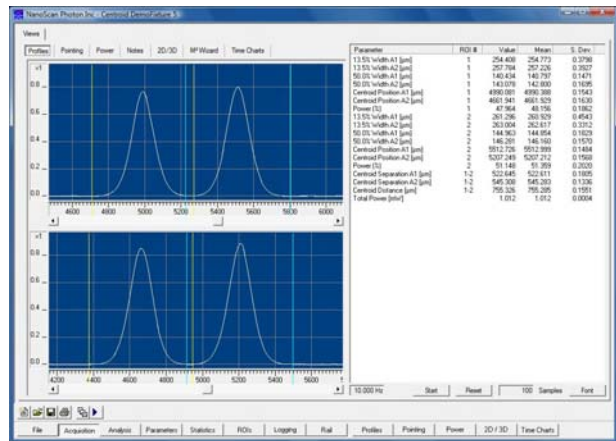 NanoScan Photon Inc - Centroid DemoFixture 5
Views
Profiles Pointing Power Notes 2D/3D M² Wizard Time Charts
x1
0.8
0.6
0.4
0.2
0.0
4600 4800 5000 5200 5400 5600 5800 6000
x1
0.8
0.6
0.4
0.2
0.0
4200 4400 4600 4800 5000 5200 5400 5600
Parameter ROI # Value Mean S. Dev.
13.5% Width A1 [µm] 1 254.408 254.773 0.3798
13.5% Width A2 [µm] 1 257.784 257.226 0.3927
50.0% Width A1 [µm] 1 140.434 140.797 0.1471
50.0% Width A2 [µm] 1 143.078 142.800 0.1695
Centroid Position A1 [µm] 1 4990.081 4990.388 0.1543
Centroid Position A2 [µm] 1 4661.941 4661.929 0.1630
Power (%) 1 47.964 48.156 0.1862
13.5% Width A1 [µm] 2 261.296 260.929 0.4543
13.5% Width A2 [µm] 2 263.004 262.617 0.3312
50.0% Width A1 [µm] 2 144.963 144.854 0.1829
50.0% Width A2 [µm] 2 146.281 146.160 0.1570
Centroid Position A1 [µm] 2 5512.726 5512.999 0.1484
Centroid Position A2 [µm] 2 5207.249 5207.212 0.1568
Power (%) 2 51.148 51.359 0.2020
Centroid Separation A1 [µm] 1-2 522.645 522.611 0.1805
Centroid Separation A2 [µm] 1-2 545.308 545.283 0.1336
Centroid Distance [µm] 1-2 755.326 755.285 0.1551
Total Power [mW] 1.012 1.012 0.0004
10.000 Hz Start Reset 100 Samples Font
File Acquisition Analysis Parameters Statistics ROIs Logging Rail Profiles Pointing Power 2D / 3D Time Charts